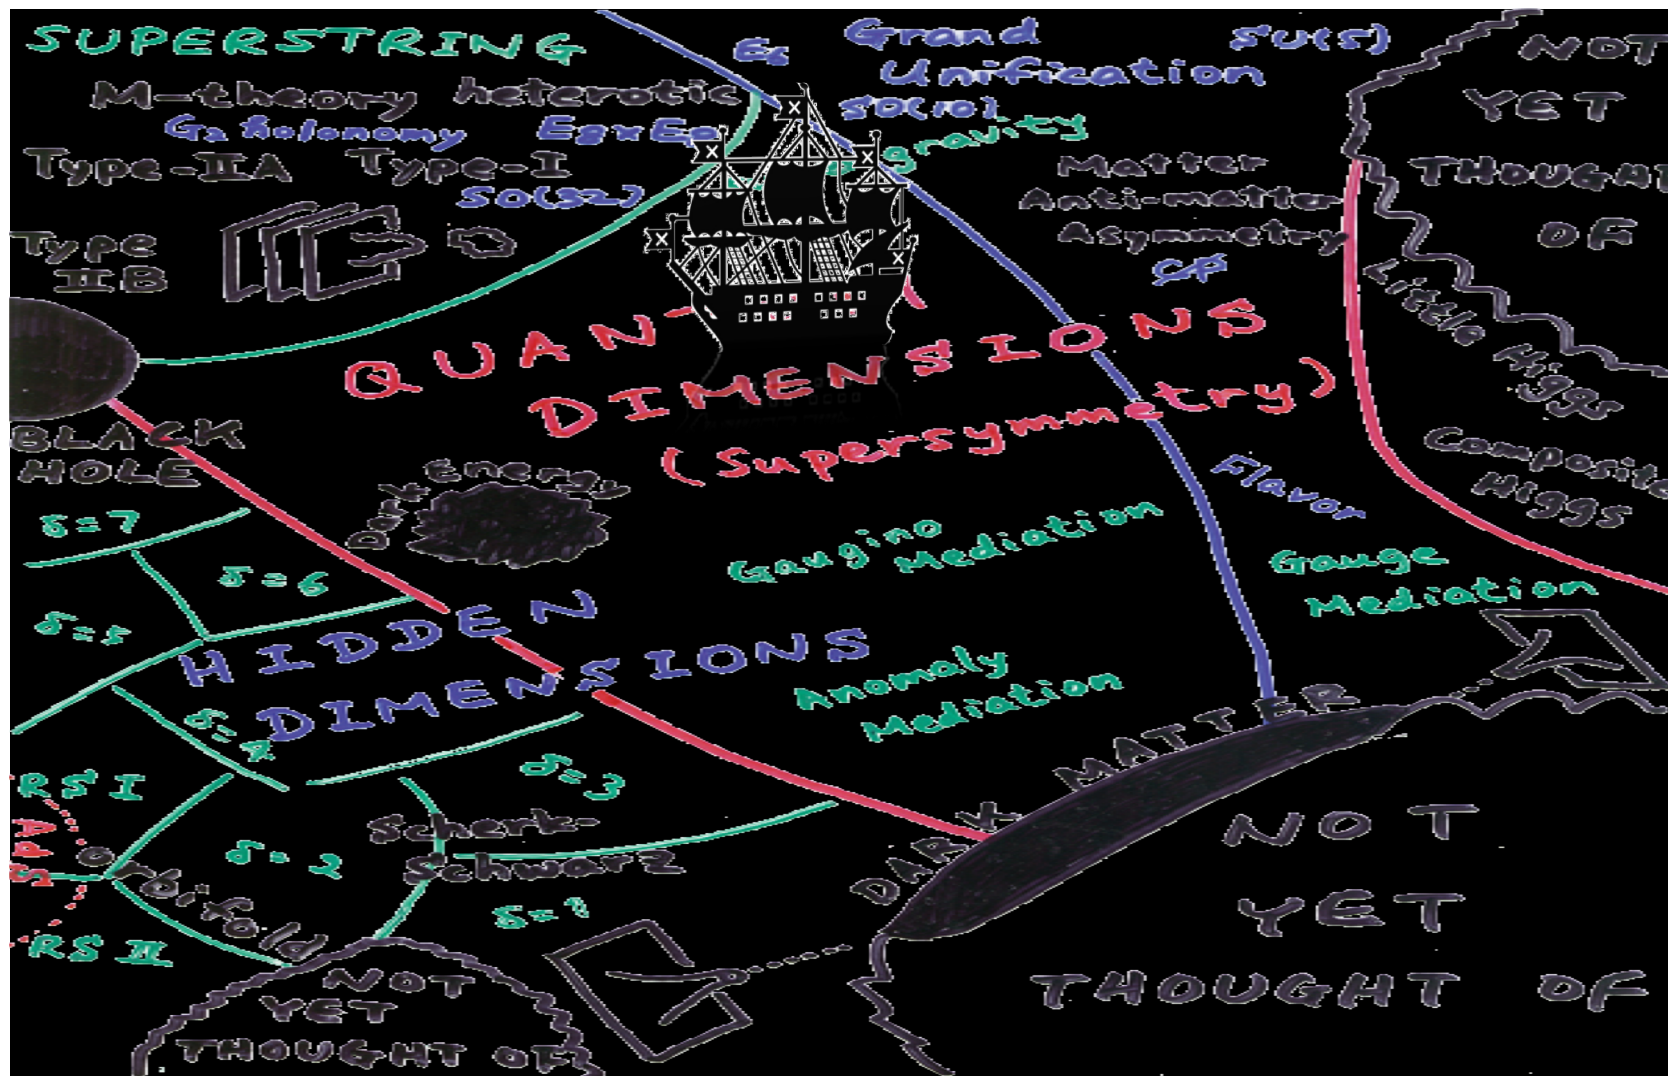 SUPERSTRING
E6
Grand
Unification
SU(5)
SO(10)
NOT
YET
THOUGHT
OF
M-theory
heterotic
G2 holonomy
gravity
Type-IIA
Type-I
SO(32)
Type
IIB
Matter
Anti-matter
Asymmetry
CP
Little Higgs
Composite
Higgs
QUAN
DIMENSIONS
(Supersymmetry)
BLACK
HOLE
Dark Energy
Flavor
δ=7
δ=6
δ=5
Gaugino
Mediation
Gauge
Mediation
HIDDEN
DIMENSIONS
Anomaly
Mediation
δ=4
δ=3
RS I
AdS
Orbifold
RS II
δ=2
Scherk-
Schwarz
δ=1
DARK MATTER
NOT
YET
THOUGHT OF
NOT
YET
THOUGHT OF